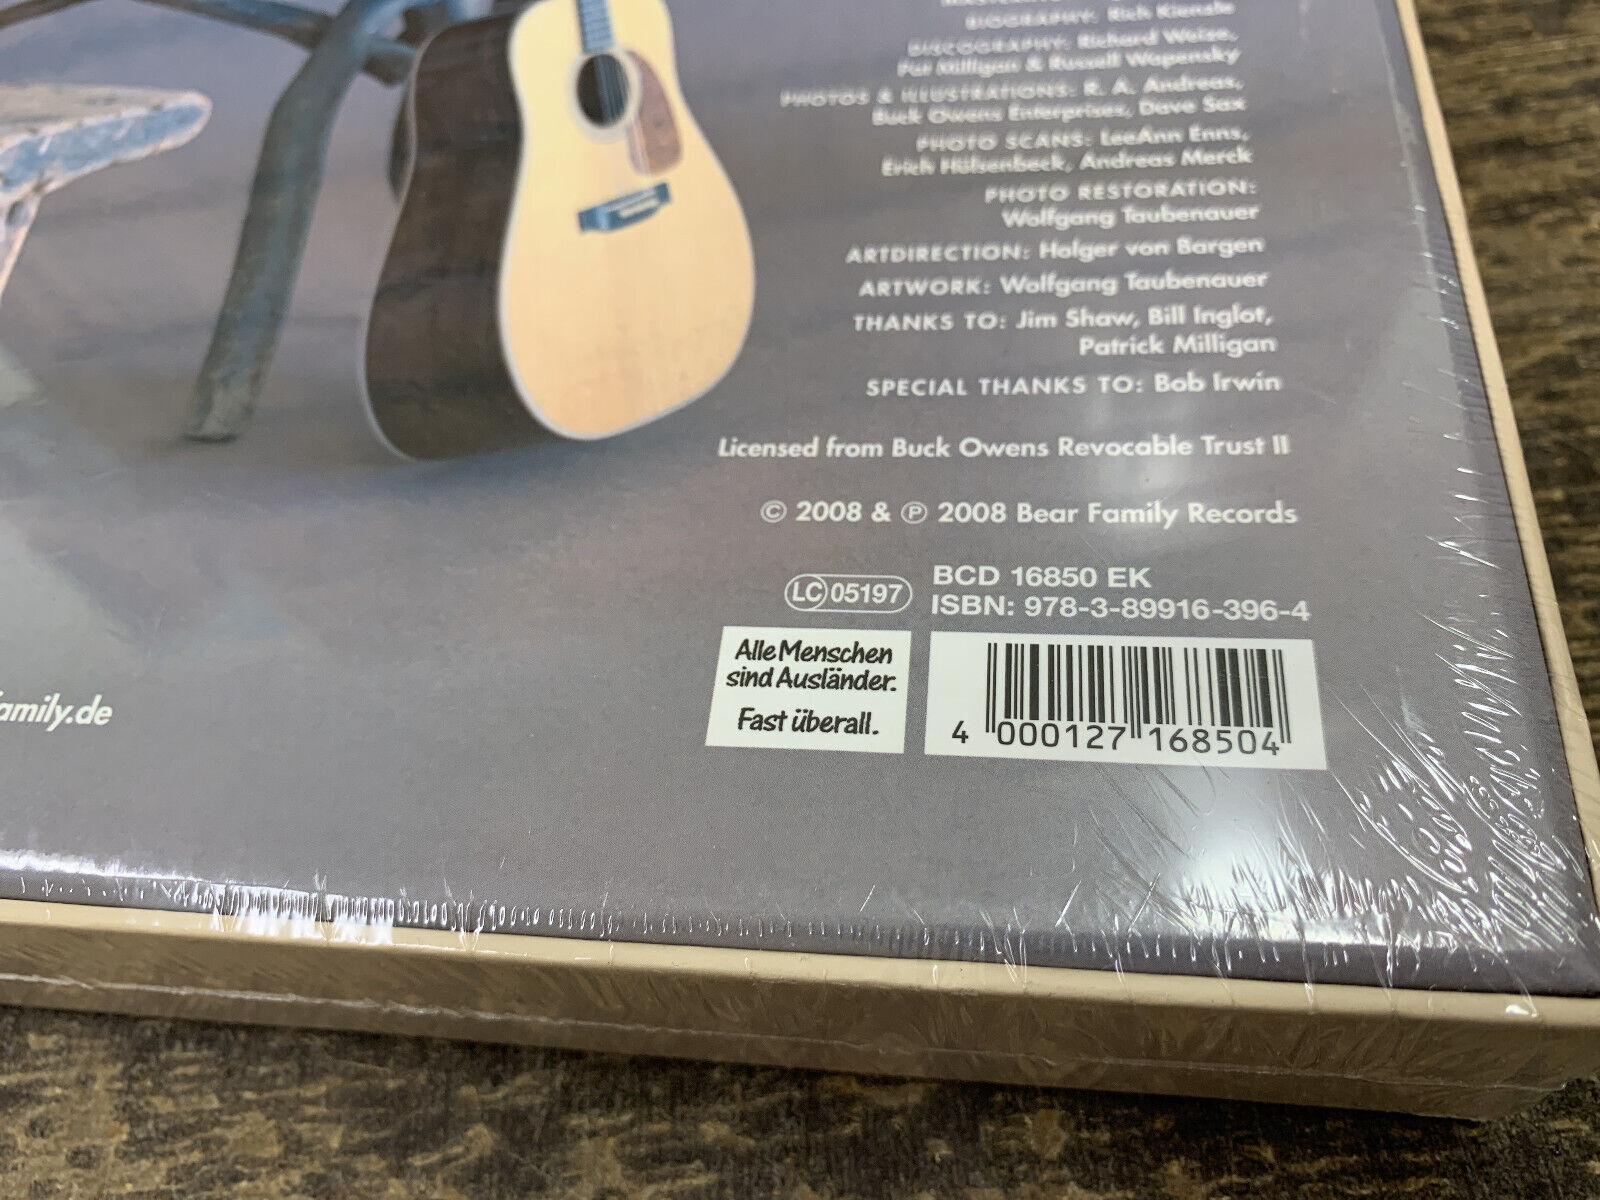 BIOGRAPHY: Rich Kienzle
DISCOGRAPHY: Richard Weize,
Pat Milligan & Russell Wapensky
PHOTOS & ILLUSTRATIONS: R. A. Andreas,
Buck Owens Enterprises, Dave Sax
PHOTO SCANS: LeeAnn Enns,
Erich Hülsenbeck, Andreas Merck
PHOTO RESTORATION:
Wolfgang Taubenauer
ARTDIRECTION: Holger von Bargen
ARTWORK: Wolfgang Taubenauer
THANKS TO: Jim Shaw, Bill Inglot,
Patrick Milligan
SPECIAL THANKS TO: Bob Irwin
Licensed from Buck Owens Revocable Trust II
© 2008 & ℗ 2008 Bear Family Records
LC 05197
BCD 16850 EK
ISBN: 978-3-89916-396-4
Alle Menschen
sind Ausländer.
Fast überall.
4 000127 168504
amily.de